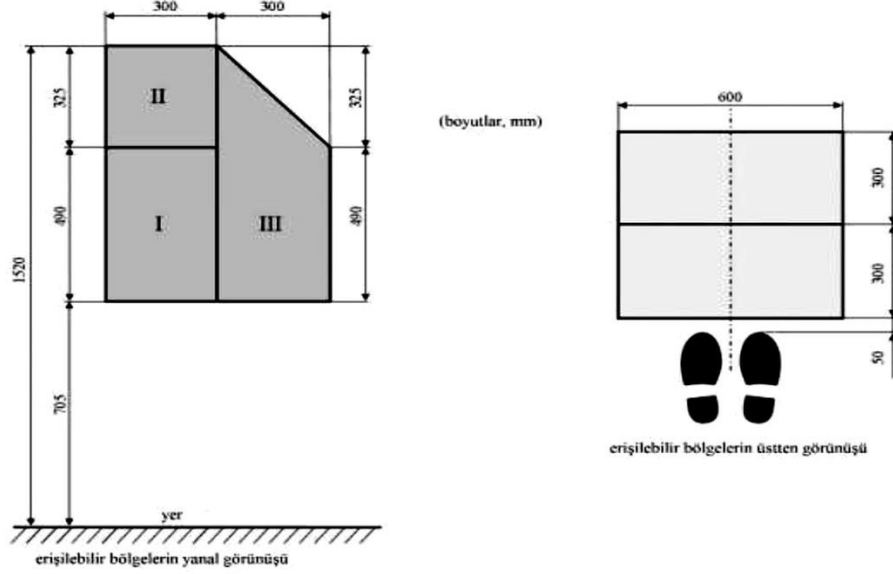 300
300
325
II
325
(boyutlar, mm)
600
300
490
I
III
490
1520
300
50
705
erişilebilir bölgelerin üstten görünüşü
yer
erişilebilir bölgelerin yanal görünüşü